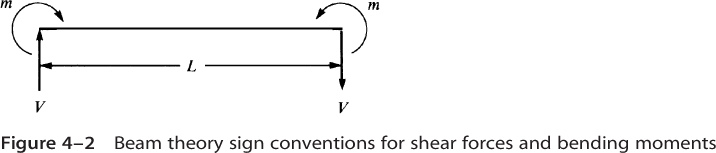 m
m
L
V
V
Figure 4–2 Beam theory sign conventions for shear forces and bending moments